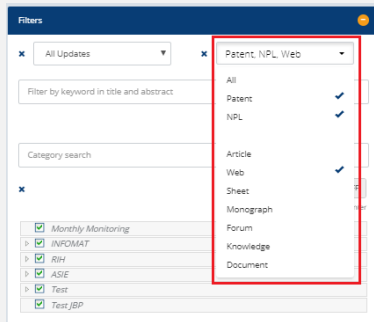 Filters
All Updates
Patent, NPL, Web
All
Filter by keyword in title and abstract
Patent
NPL
Category search
Article
Web
Sheet
Monograph
Forum
Knowledge
Document
Monthly Monitoring
INFOMAT
RIH
ASIE
Test
Test JBP